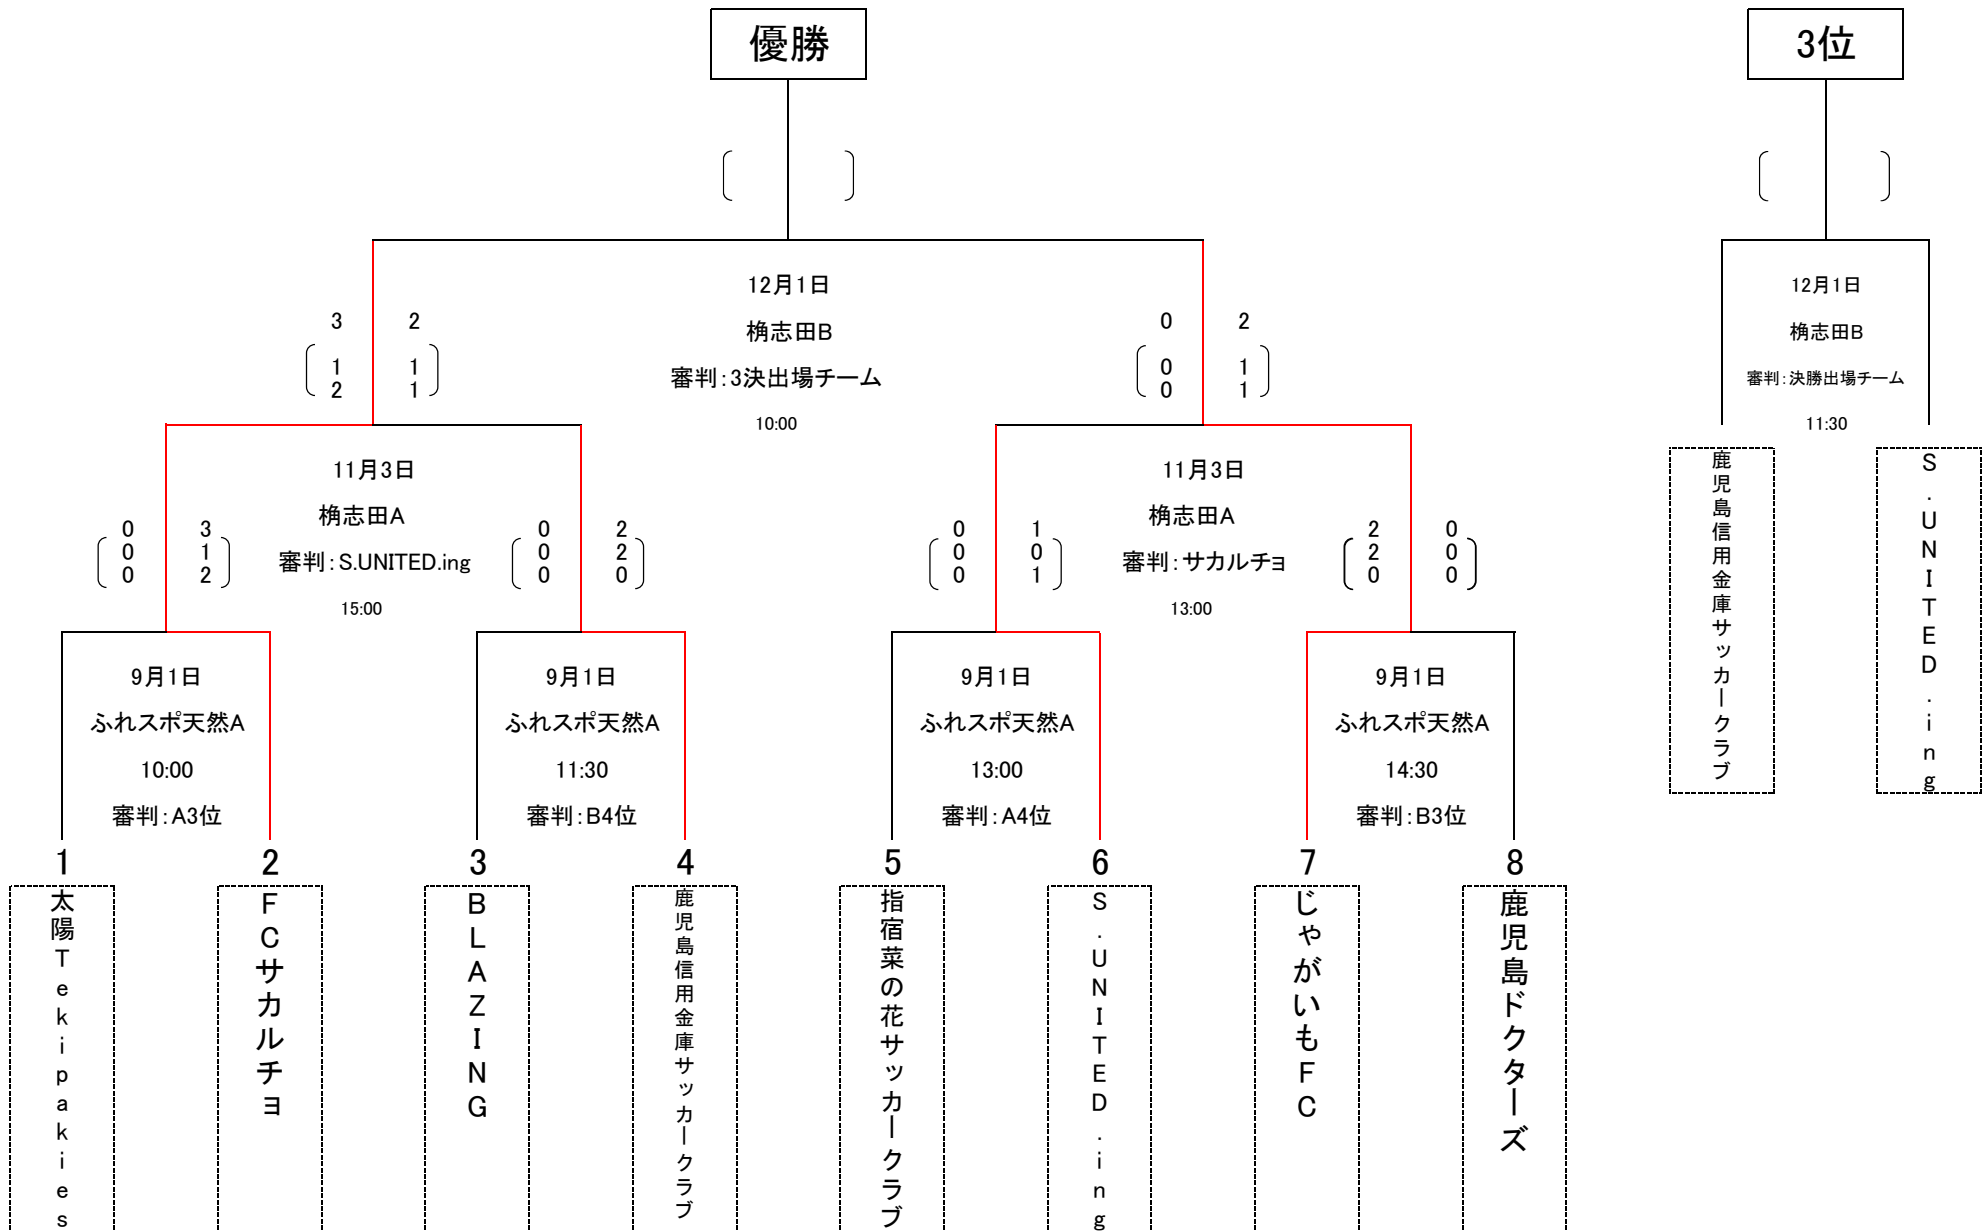 優勝
3位
12月1日
桷志田B
審判:3決出場チーム
10:00
12月1日
桷志田B
審判:決勝出場チーム
11:30
3 2
1 1
2 1
0 2
0 1
0 1
11月3日
桷志田A
審判:S.UNITED.ing
15:00
11月3日
桷志田A
審判:サカルチョ
13:00
鹿児島信用金庫サッカークラブ
S.UNITED.ing
0 3
0 1
0 2
0 2
0 2
0 0
0 1
0 0
0 1
2 0
2 0
0 0
9月1日
ふれスポ天然A
10:00
審判:A3位
9月1日
ふれスポ天然A
11:30
審判:B4位
9月1日
ふれスポ天然A
13:00
審判:A4位
9月1日
ふれスポ天然A
14:30
審判:B3位
1
太陽Tekipakies
2
FCサカルチョ
3
BLAZING
4
鹿児島信用金庫サッカークラブ
5
指宿菜の花サッカークラブ
6
S.UNITED.ing
7
じゃがいもFC
8
鹿児島ドクターズ